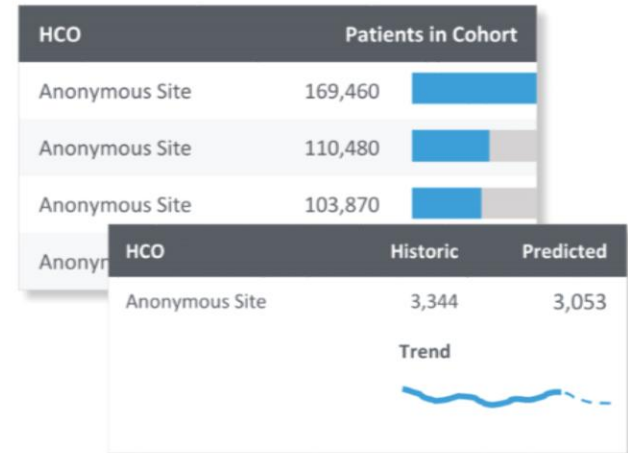 HCO Patients in Cohort
Anonymous Site 169,460
Anonymous Site 110,480
Anonymous Site 103,870
HCO Historic Predicted
Anonymous Site 3,344 3,053
Trend